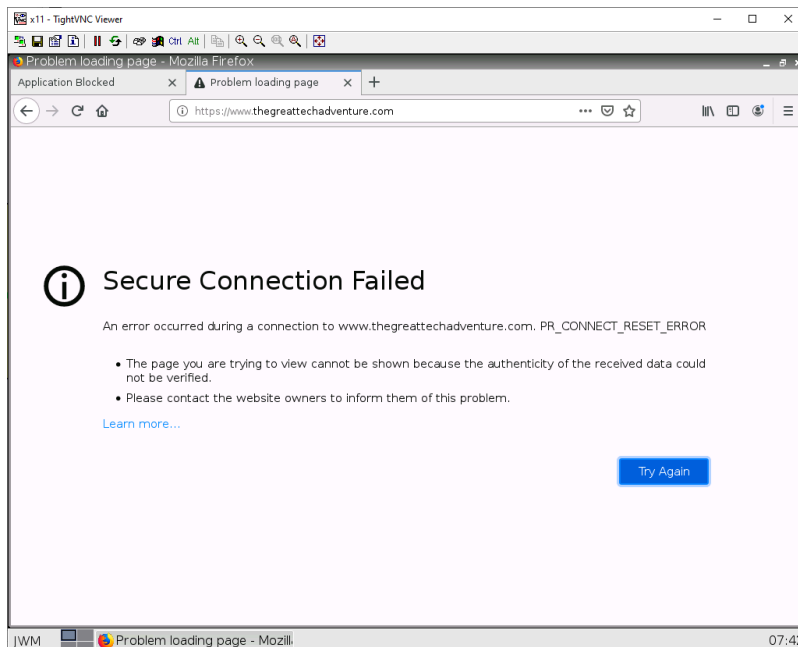 x11 - TightVNC Viewer
Ctrl Alt
Problem loading page - Mozilla Firefox
Application Blocked
Problem loading page
https://www.thegreattechadventure.com
Secure Connection Failed
An error occurred during a connection to www.thegreattechadventure.com. PR_CONNECT_RESET_ERROR
• The page you are trying to view cannot be shown because the authenticity of the received data could
not be verified.
• Please contact the website owners to inform them of this problem.
Learn more...
Try Again
JWM
Problem loading page - Mozill
07:42